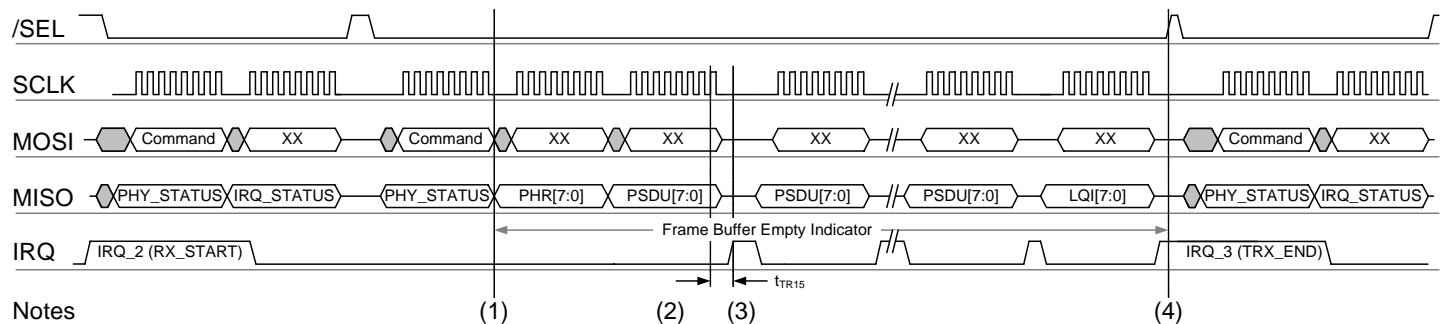 /SEL
SCLK
MOSI Command XX Command XX XX XX XX XX Command XX
MISO PHY_STATUS IRQ_STATUS PHY_STATUS PHR[7:0] PSDU[7:0] PSDU[7:0] PSDU[7:0] LQI[7:0] PHY_STATUS IRQ_STATUS
Frame Buffer Empty Indicator
IRQ IRQ_2 (RX_START) IRQ_3 (TRX_END)
tTR15
Notes (1) (2) (3) (4)